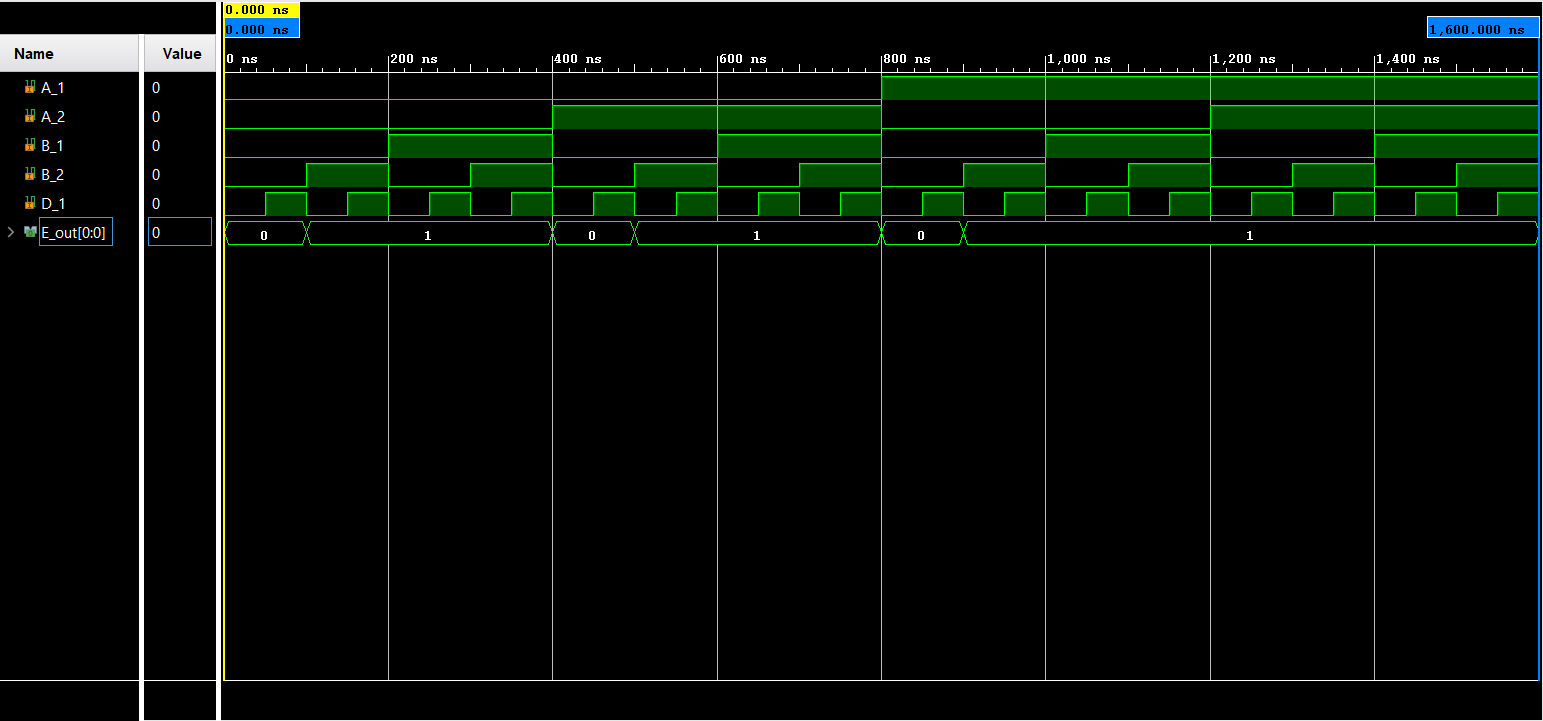 0.000 ns
0.000 ns
1,600.000 ns
Name Value
0 ns 200 ns 400 ns 600 ns 800 ns 1,000 ns 1,200 ns 1,400 ns
A_1 0
A_2 0
B_1 0
B_2 0
D_1 0
E_out[0:0] 0 0 1 0 1 0 1